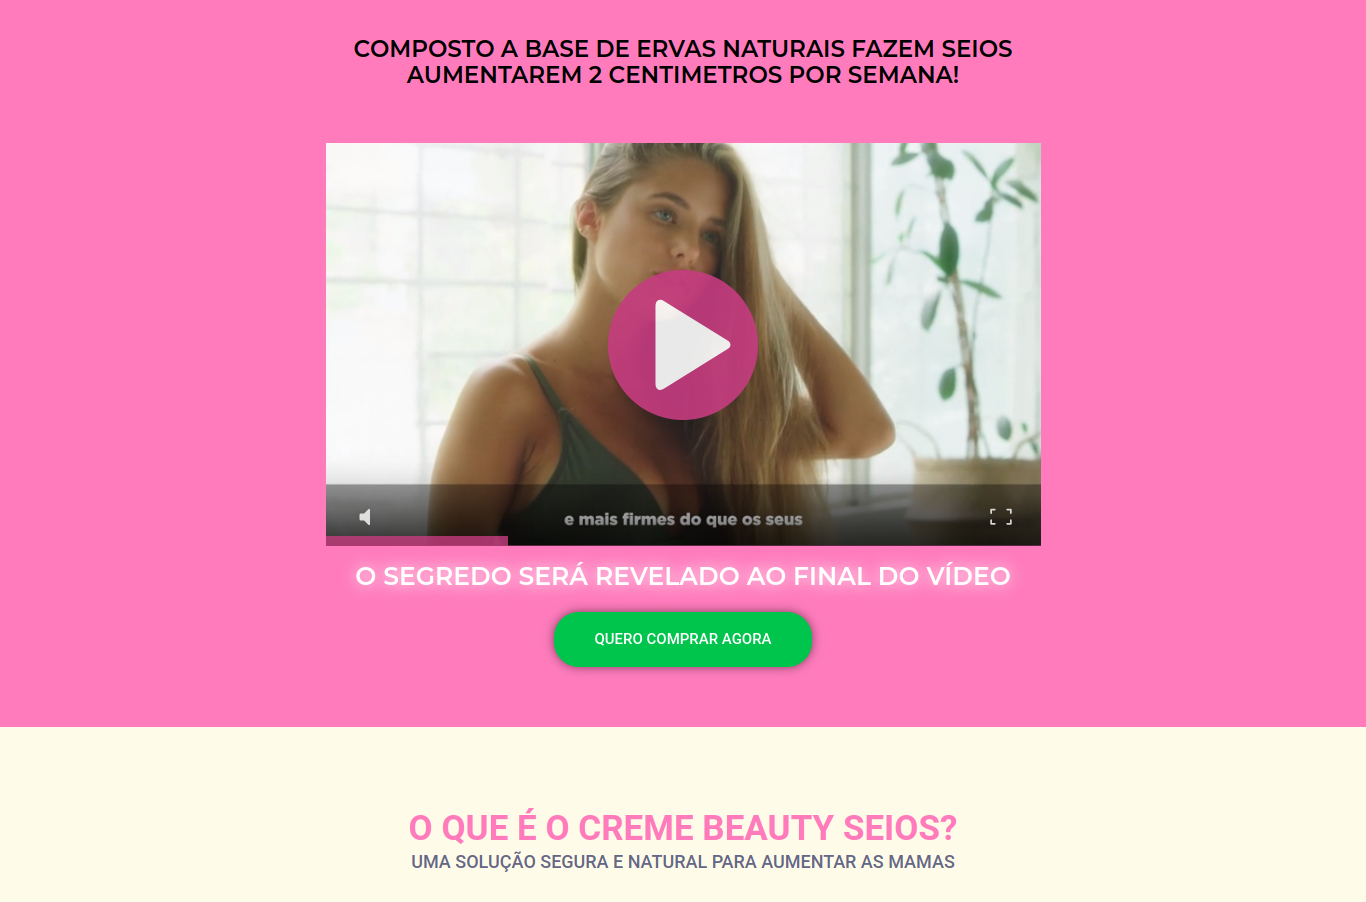 COMPOSTO A BASE DE ERVAS NATURAIS FAZEM SEIOS
AUMENTAREM 2 CENTIMETROS POR SEMANA!
e mais firmes do que os seus
O SEGREDO SERÁ REVELADO AO FINAL DO VÍDEO
QUERO COMPRAR AGORA
O QUE É O CREME BEAUTY SEIOS?
UMA SOLUÇÃO SEGURA E NATURAL PARA AUMENTAR AS MAMAS